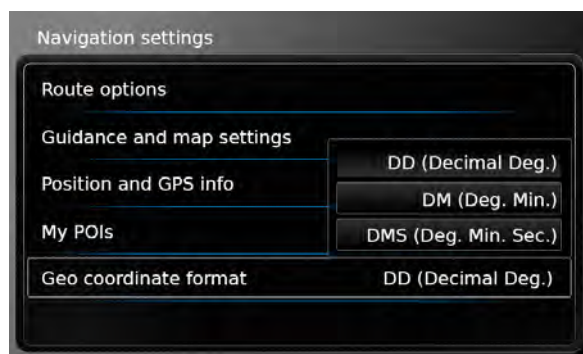 Navigation settings
Route options
Guidance and map settings
DD (Decimal Deg.)
Position and GPS info
DM (Deg. Min.)
My POIs
DMS (Deg. Min. Sec.)
Geo coordinate format DD (Decimal Deg.)